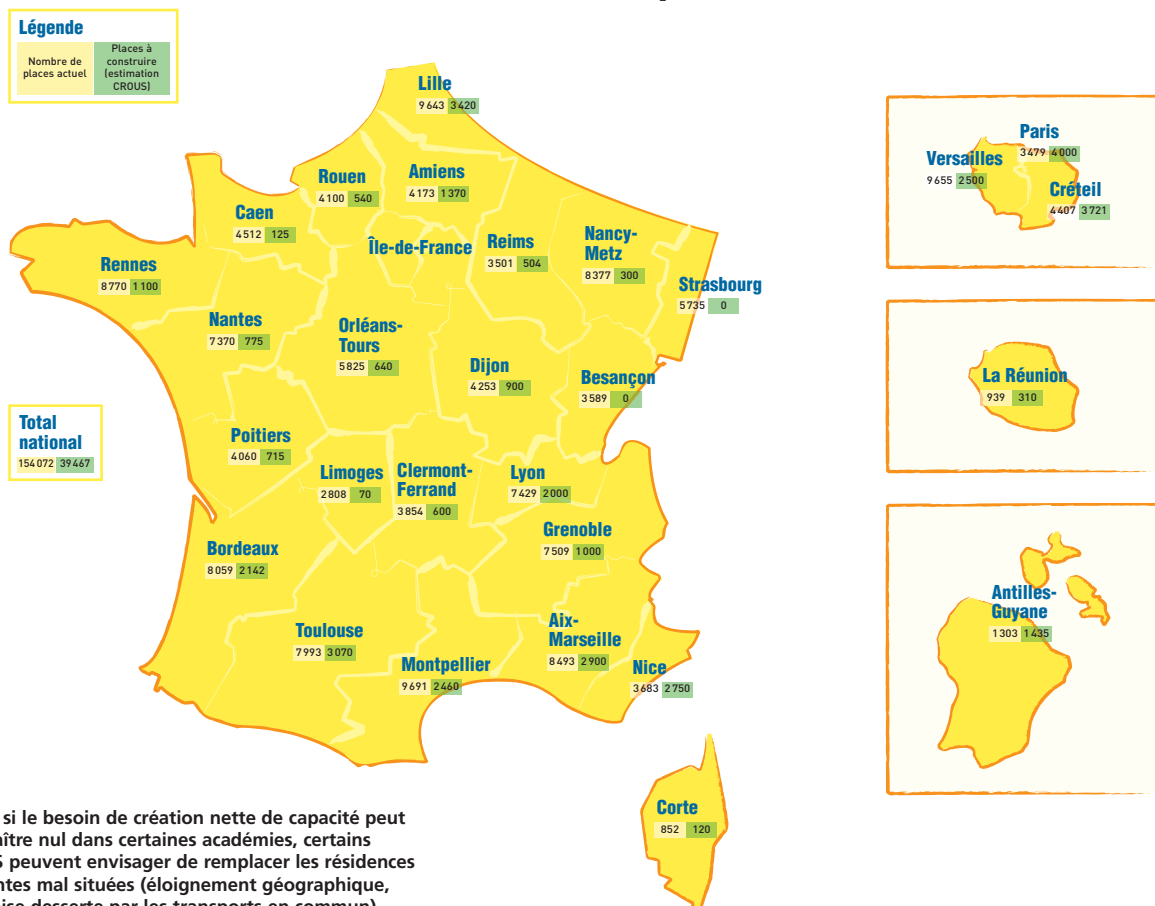 Légende
Nombre de
places actuel
Places à
construire
(estimation
CROUS)
Lille
9 643 3 420
Rouen
4 100 540
Amiens
4 173 1 370
Caen
4 512 125
Île-de-France
Reims
3 501 504
Nancy-
Metz
8 377 300
Strasbourg
5 735 0
Rennes
8 770 1 100
Nantes
7 370 775
Orléans-
Tours
5 825 640
Dijon
4 253 900
Besançon
3 589 0
Total
national
154 072 39 467
Poitiers
4 060 715
Limoges
2 808 70
Clermont-
Ferrand
3 854 600
Lyon
7 429 2 000
Grenoble
7 509 1 000
Bordeaux
8 059 2 142
Toulouse
7 993 3 070
Montpellier
9 691 2 460
Aix-
Marseille
8 493 2 900
Nice
3 683 2 750
Corte
852 120
Paris
3 479 4 000
Versailles
9 655 2 500
Créteil
4 407 3 721
La Réunion
939 310
Antilles-
Guyane
1 303 1 435
si le besoin de création nette de capacité peut
aître nul dans certaines académies, certains
S peuvent envisager de remplacer les résidences
ntes mal situées (éloignement géographique,
ise desserte par les transports en commun)